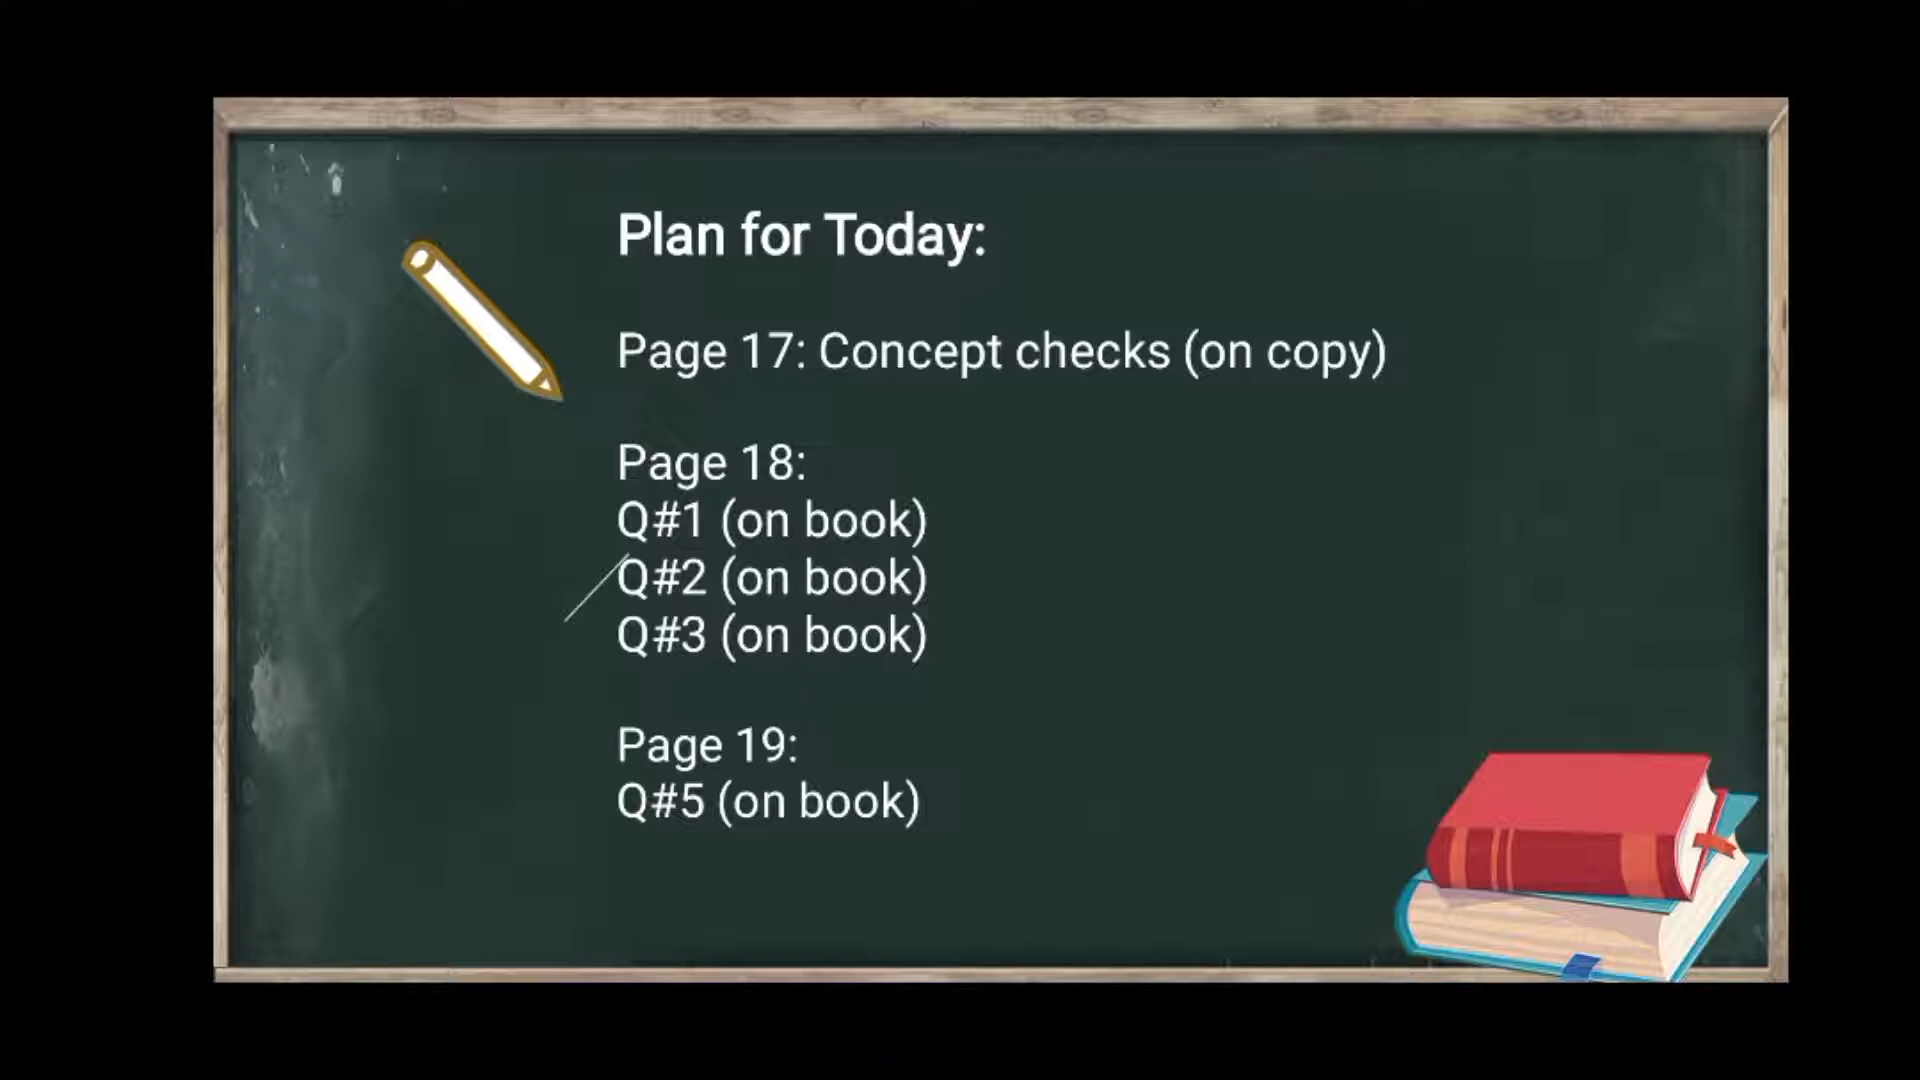 Plan for Today:
Page 17: Concept checks (on copy)
Page 18:
Q#1 (on book)
Q#2 (on book)
Q#3 (on book)
Page 19:
Q#5 (on book)